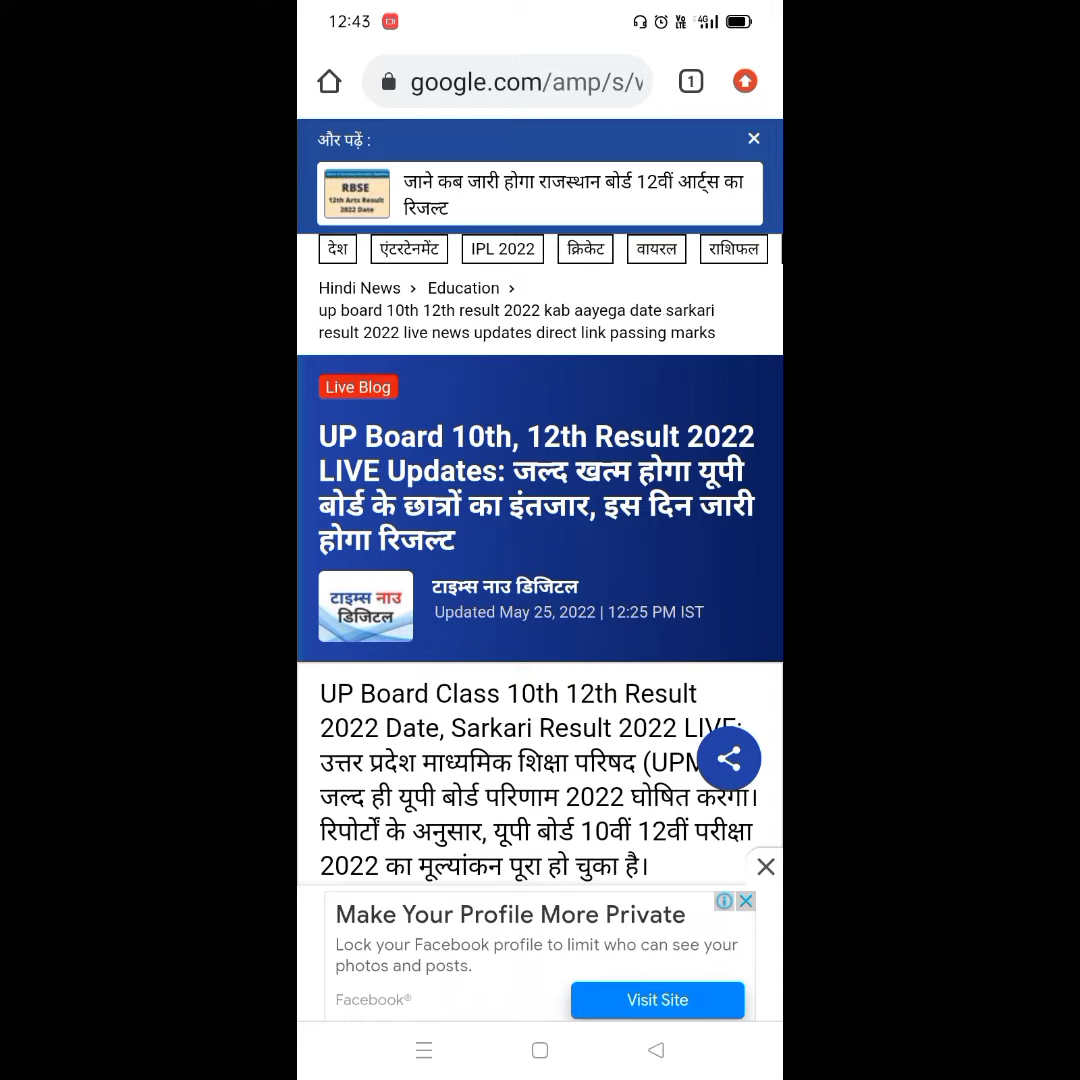 12:43
4G
google.com/amp/s/v
1
और पढ़ें :
RBSE
12th Arts Result
2022 Date
जाने कब जारी होगा राजस्थान बोर्ड 12वीं आर्ट्स का
रिजल्ट
देश एंटरटेनमेंट IPL 2022 क्रिकेट वायरल राशिफल
Hindi News › Education ›
up board 10th 12th result 2022 kab aayega date sarkari
result 2022 live news updates direct link passing marks
Live Blog
UP Board 10th, 12th Result 2022
LIVE Updates: जल्द खत्म होगा यूपी
बोर्ड के छात्रों का इंतजार, इस दिन जारी
होगा रिजल्ट
टाइम्स नाउ
डिजिटल
टाइम्स नाउ डिजिटल
Updated May 25, 2022 | 12:25 PM IST
UP Board Class 10th 12th Result
2022 Date, Sarkari Result 2022 LIVE:
उत्तर प्रदेश माध्यमिक शिक्षा परिषद (UPM
जल्द ही यूपी बोर्ड परिणाम 2022 घोषित करेगा।
रिपोर्टों के अनुसार, यूपी बोर्ड 10वीं 12वीं परीक्षा
2022 का मूल्यांकन पूरा हो चुका है।
Make Your Profile More Private
Lock your Facebook profile to limit who can see your
photos and posts.
Facebook®
Visit Site